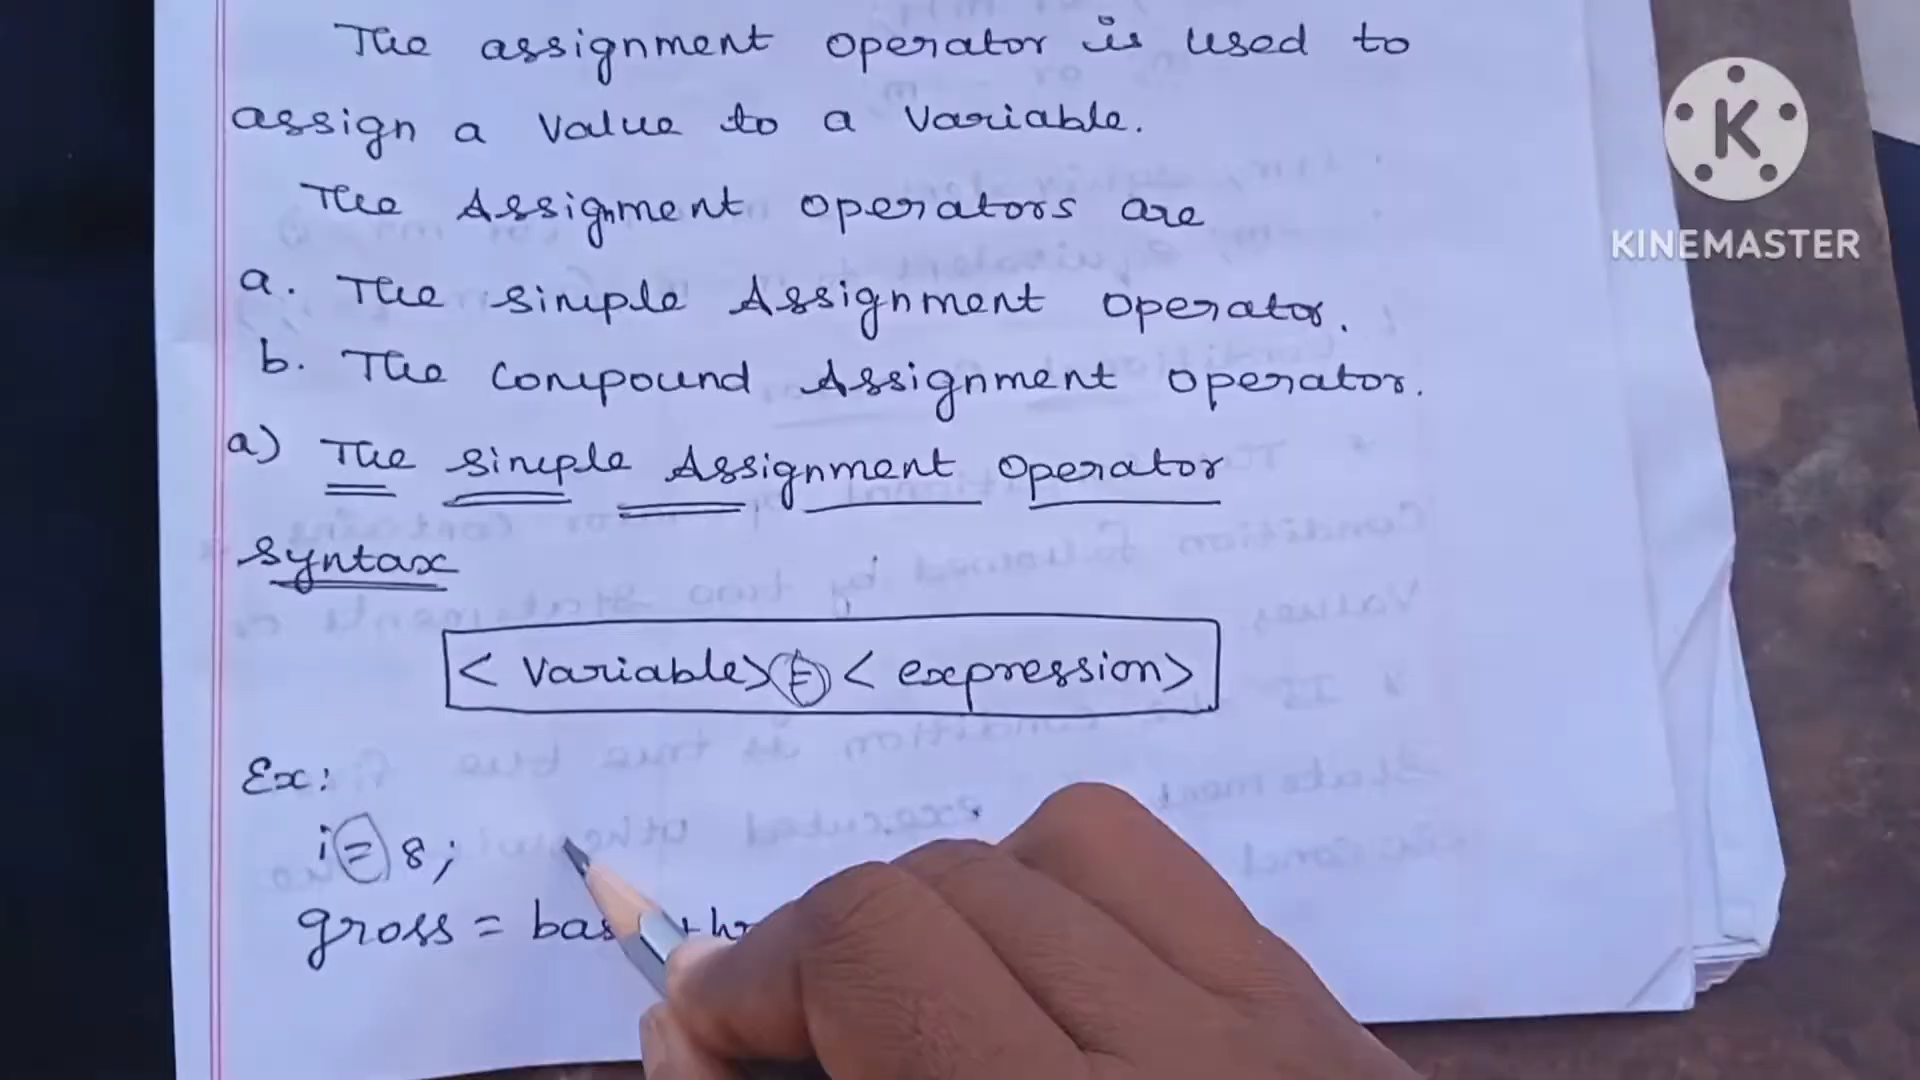 The assignment operator is used to
assign a value to a variable.
The Assignment operators are
a. The simple Assignment operator.
b. The compound Assignment operator.
a) The simple Assignment operator
syntax
< variable> = < expression>
Ex:
i = 8;
gross =
K
KINEMASTER